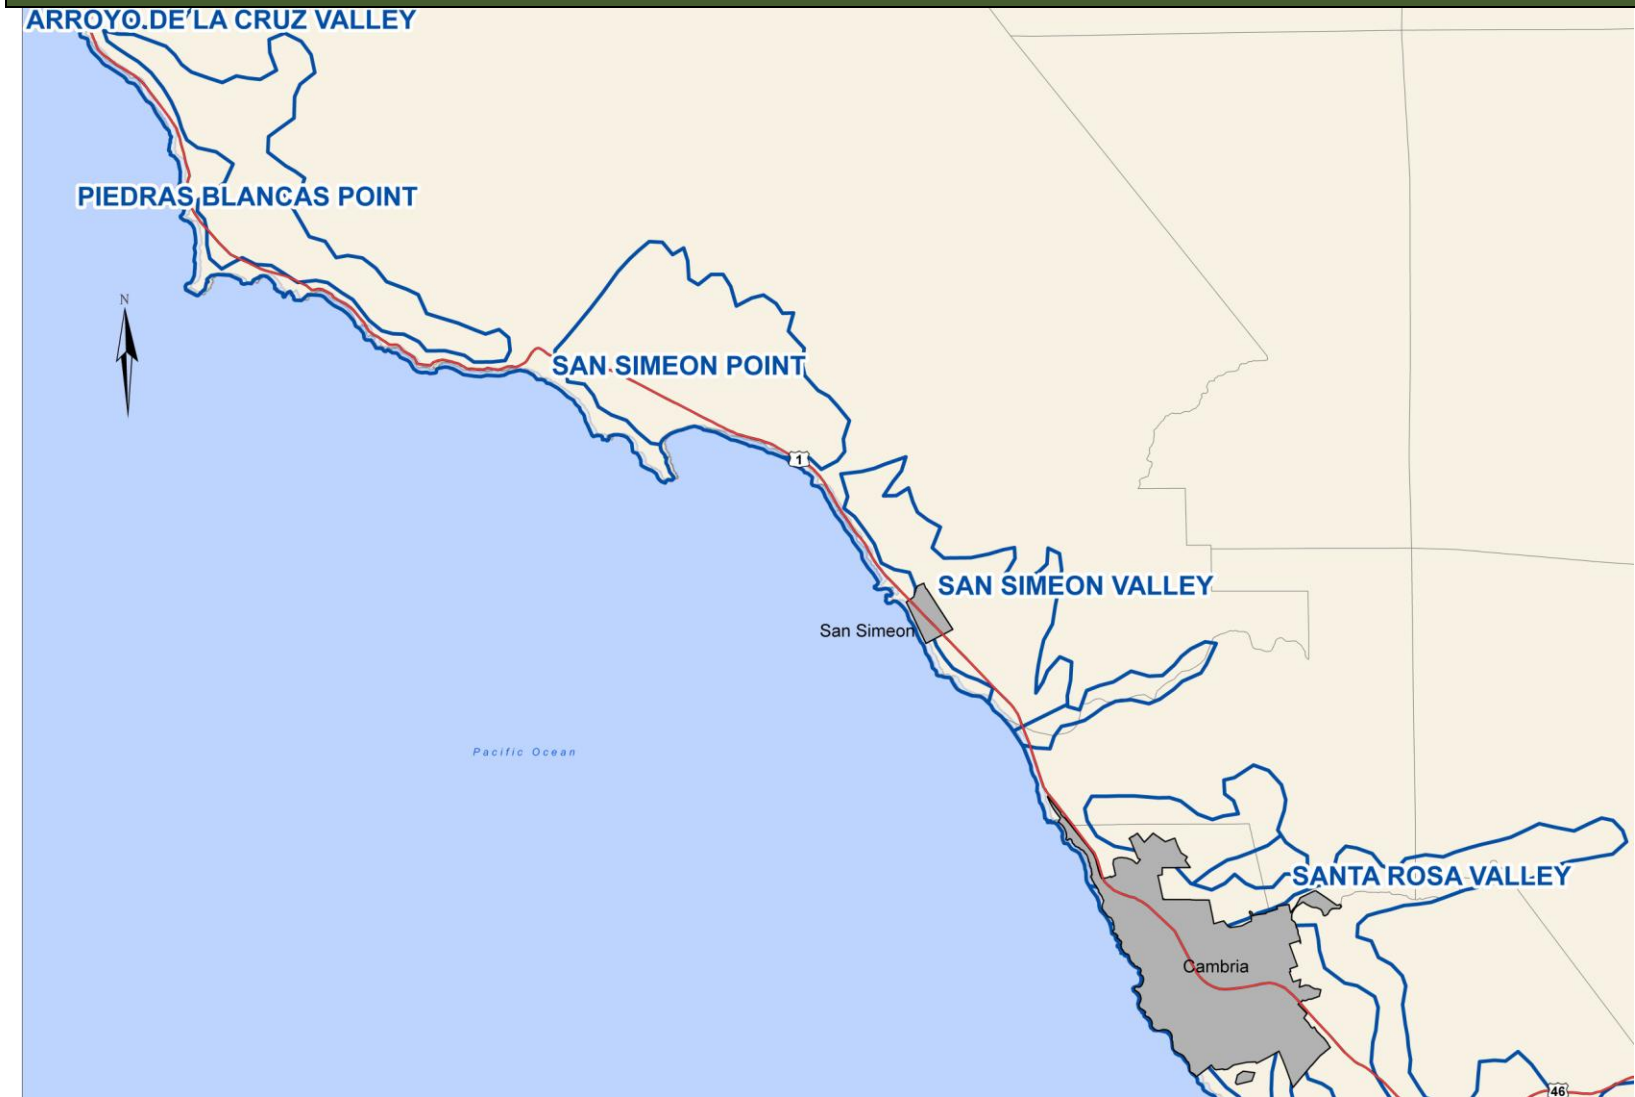 ARROYO DE LA CRUZ VALLEY
PIEDRAS BLANCAS POINT
N
SAN SIMEON POINT
1
SAN SIMEON VALLEY
San Simeon
Pacific Ocean
SANTA ROSA VALLEY
Cambria
46